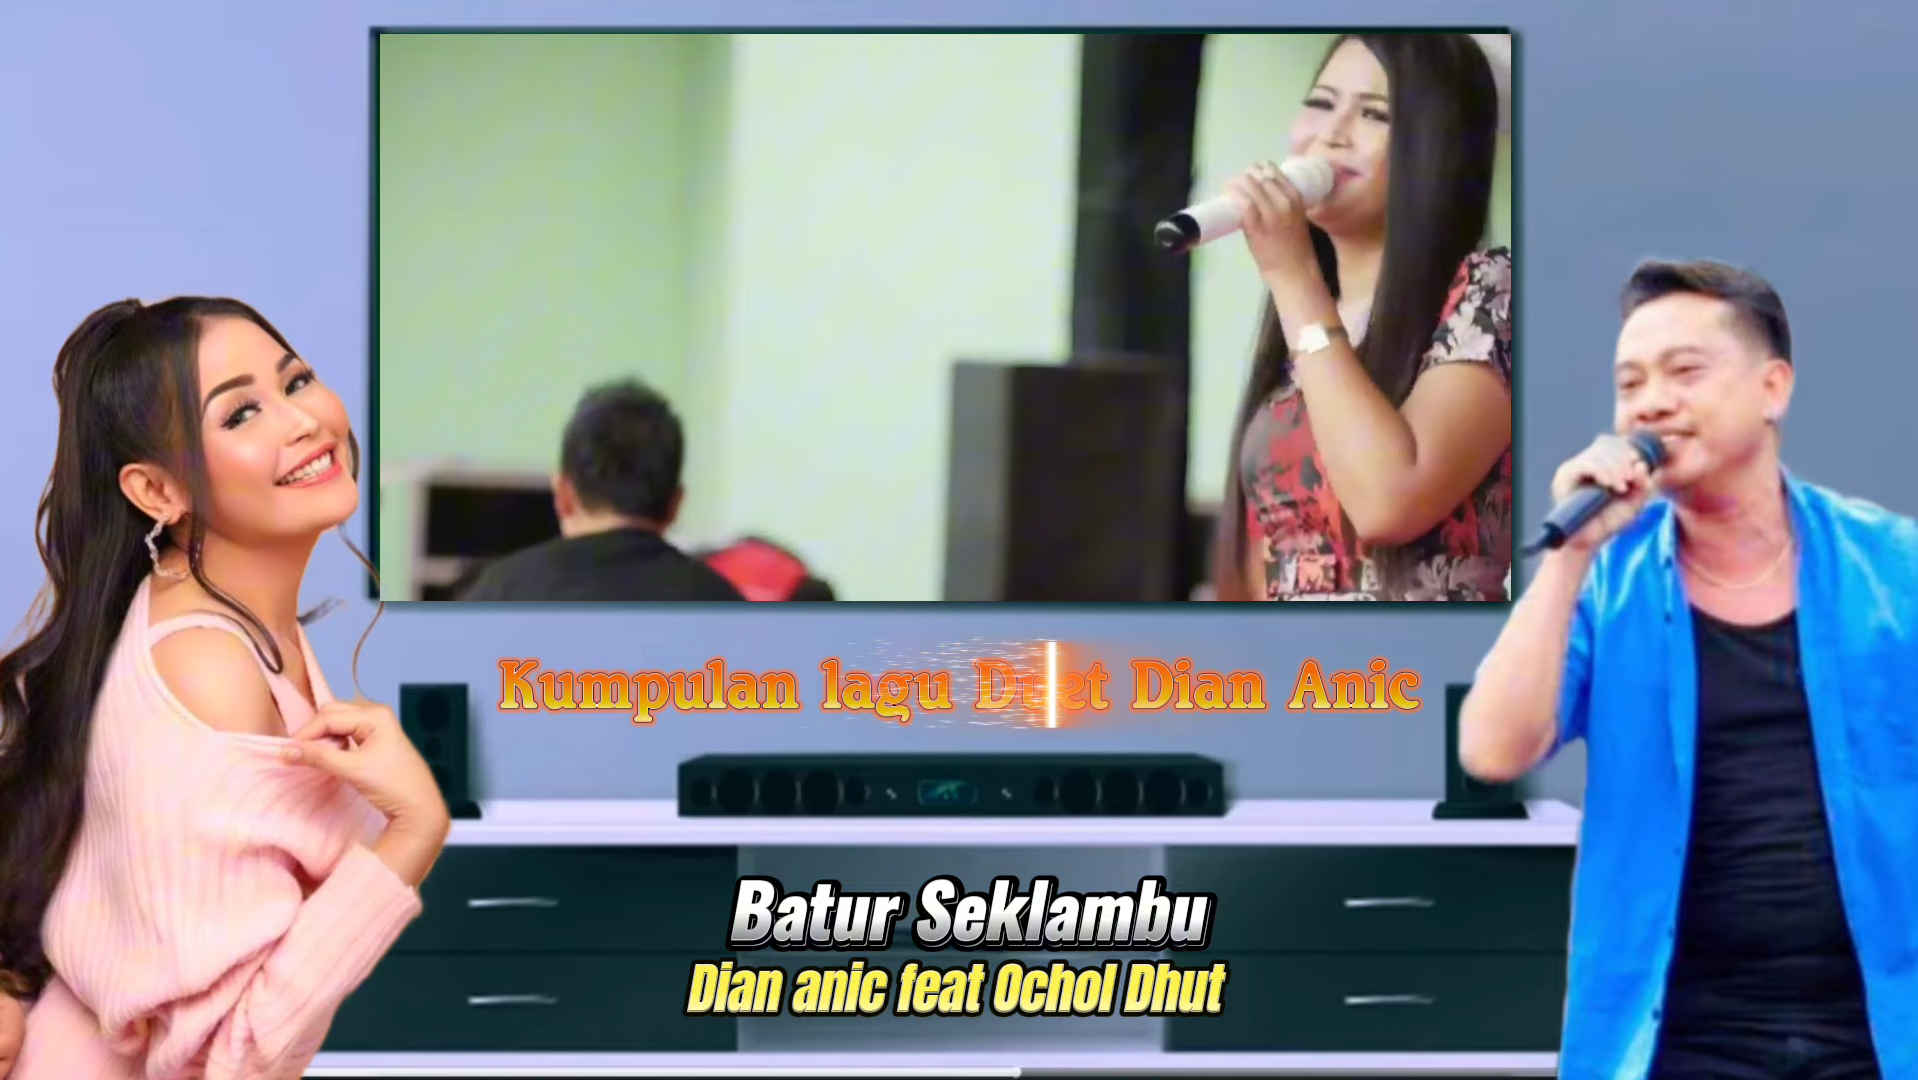 Kumpulan lagu Duet Dian Anic
Batur Seklambu
Dian anic feat Ochol Dhut